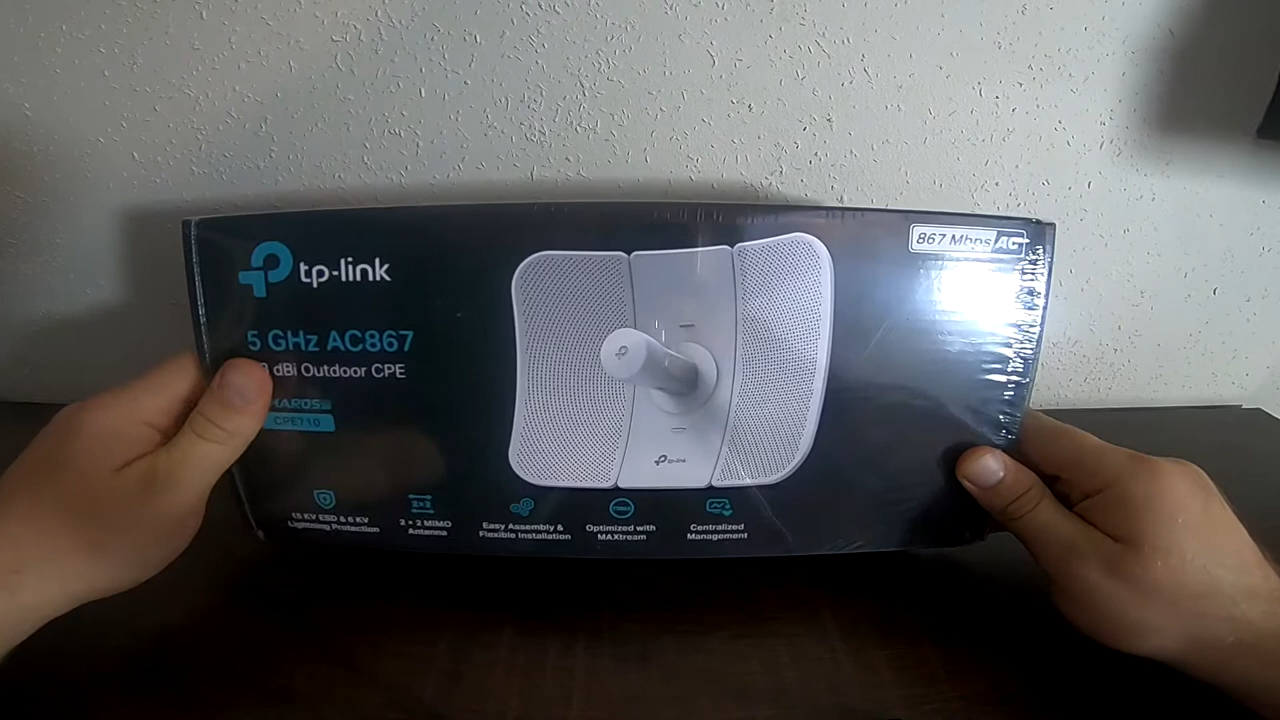 tp-link
867 Mbps AC
5 GHz AC867
dBi Outdoor CPE
PHAROS
CPE710
tp-link
15 KV ESD & 6 KV
Lightning Protection
2×2
2 × 2 MIMO
Antenna
Easy Assembly &
Flexible Installation
Optimized with
MAXtream
Centralized
Management